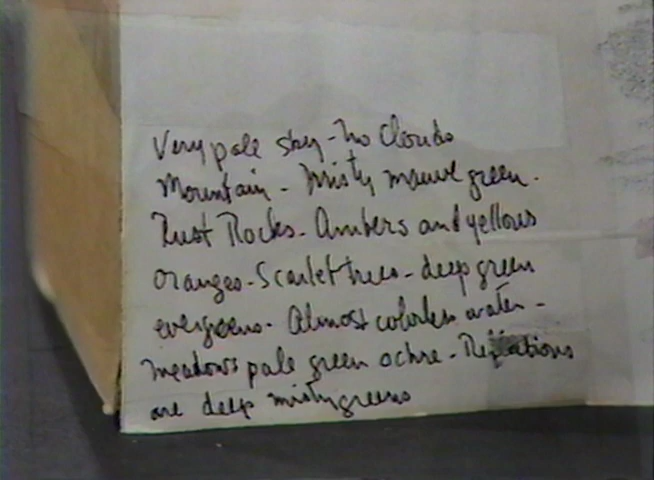 Very pale sky - No Clouds
Mountain - Misty mauve green.
Rust Rocks - Ambers and yellows
Oranges - Scarlet trees - deep green
evergreens - Almost colorless water -
meadows pale green ochre - Reflections
are deep misty greens